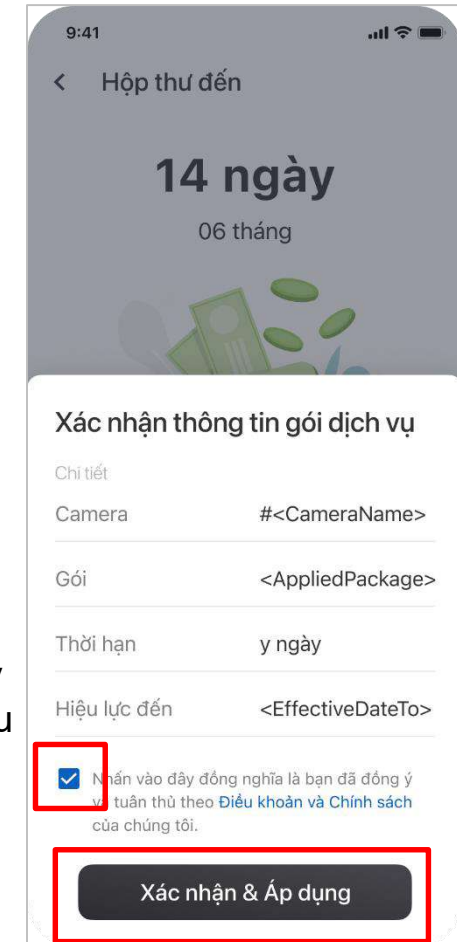 9:41
Hộp thư đến
14 ngày
06 tháng
Xác nhận thông tin gói dịch vụ
Chi tiết
Camera #<CameraName>
Gói <AppliedPackage>
Thời hạn y ngày
Hiệu lực đến <EffectiveDateTo>
Nhấn vào đây đồng nghĩa là bạn đã đồng ý
và tuân thủ theo Điều khoản và Chính sách
của chúng tôi.
Xác nhận & Áp dụng